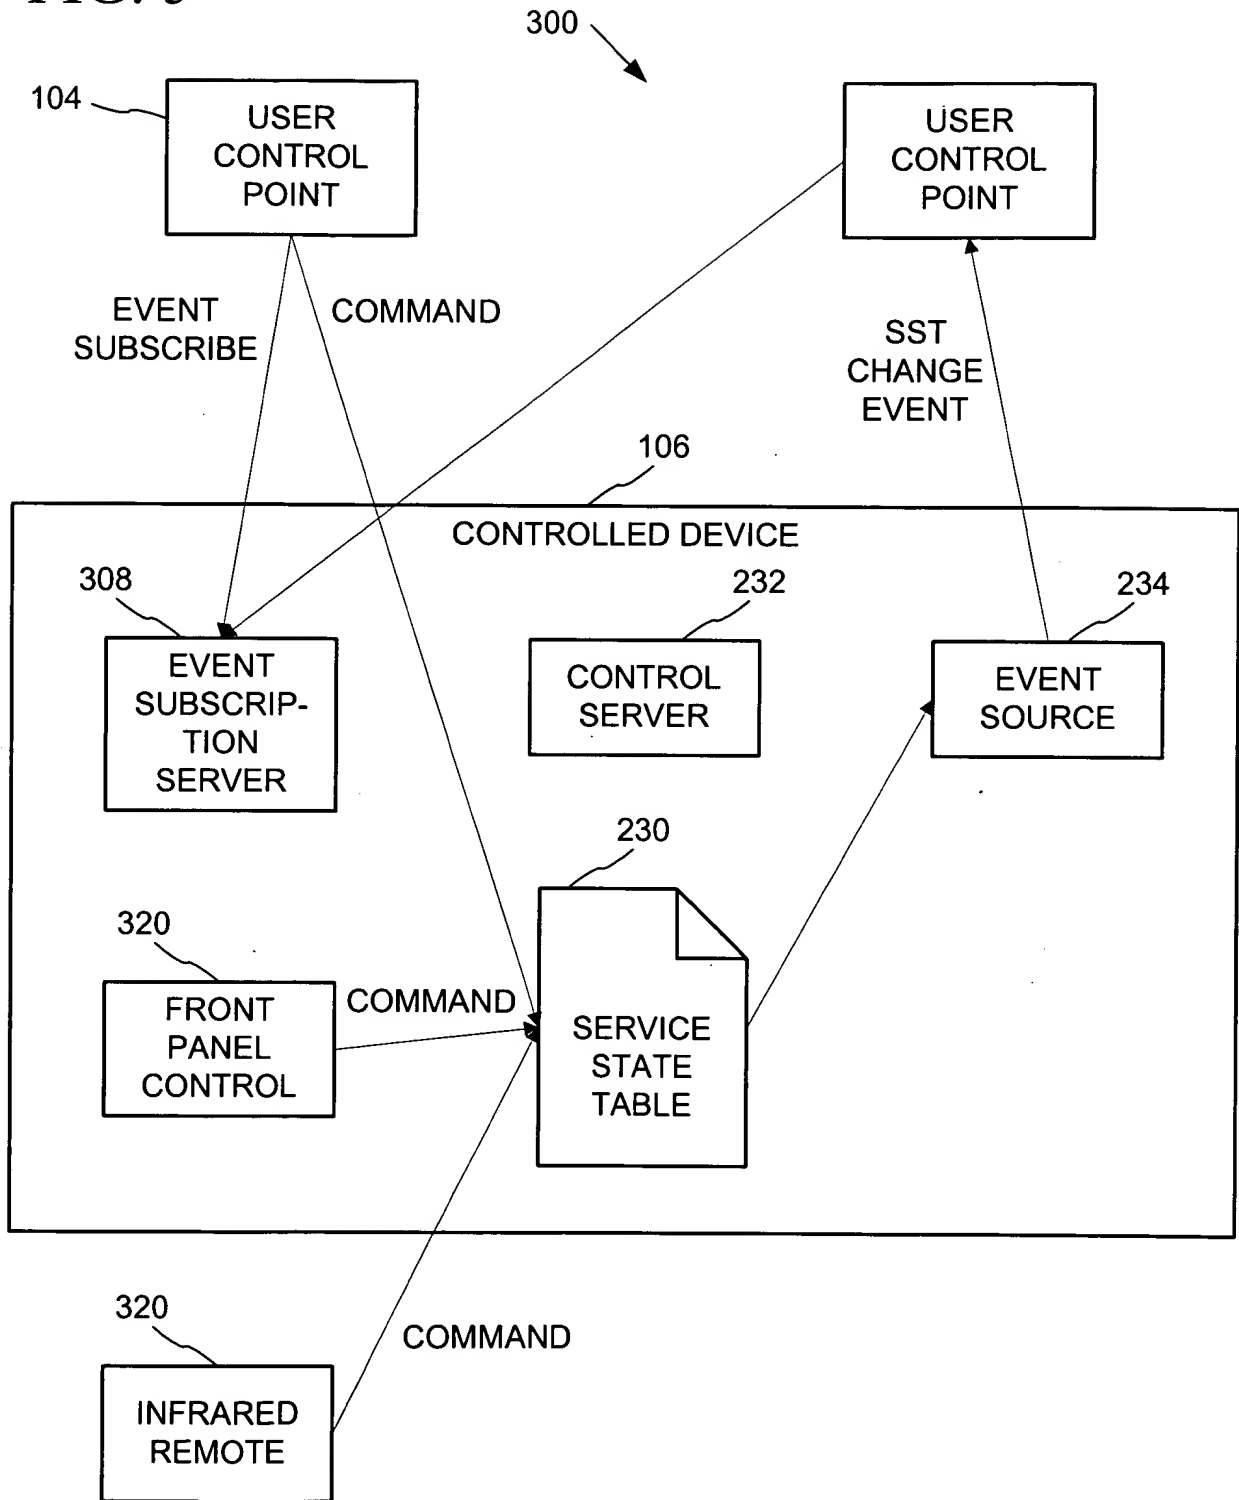 300
104
USER
CONTROL
POINT
USER
CONTROL
POINT
EVENT
SUBSCRIBE
COMMAND
SST
CHANGE
EVENT
106
CONTROLLED DEVICE
308
232
234
EVENT
SUBSCRIP-
TION
SERVER
CONTROL
SERVER
EVENT
SOURCE
230
320
FRONT
PANEL
CONTROL
COMMAND
SERVICE
STATE
TABLE
320
COMMAND
INFRARED
REMOTE